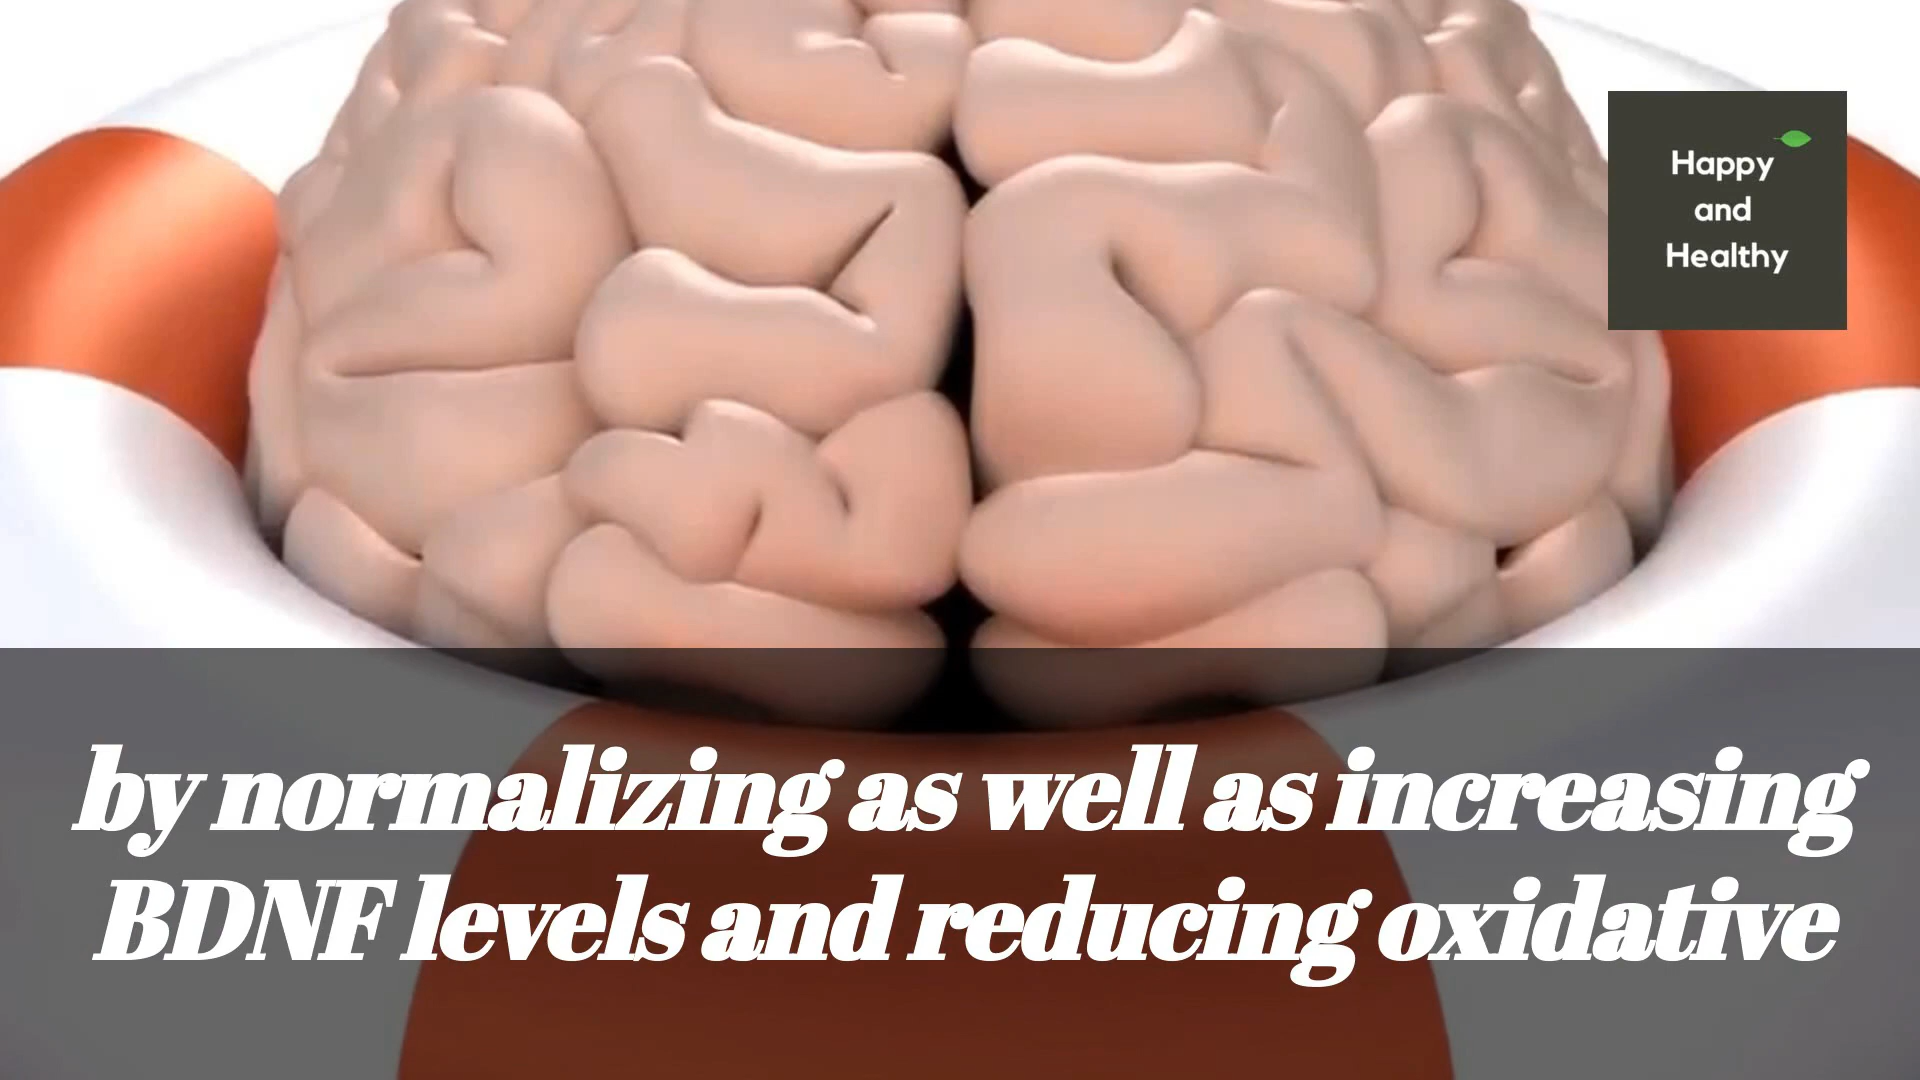 Happy
and
Healthy
by normalizing as well as increasing
BDNF levels and reducing oxidative